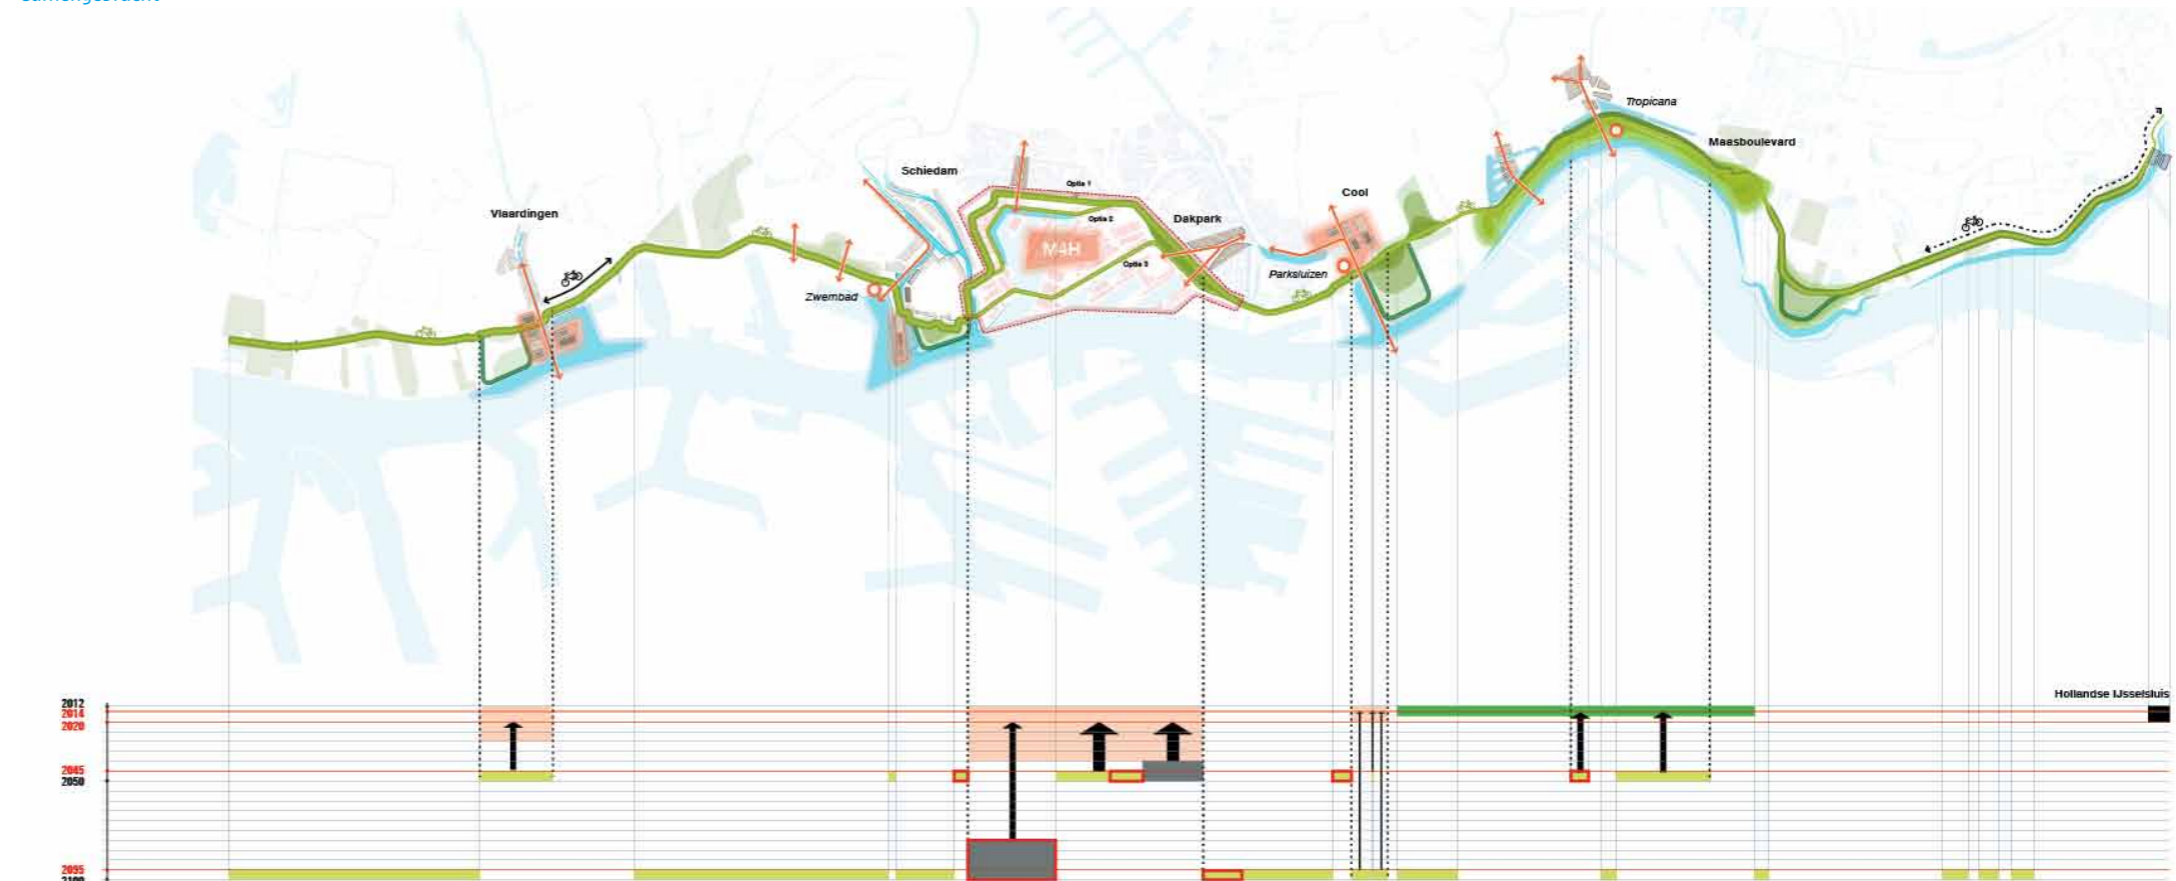 Tropicana
Maasboulevard
Schiedam
Optie 1
Cool
Vlaardingen
Optie 2
Dakpark
M4H
Optie 3
Parksluizen
Zwembad
Hollandse IJsselsluis
2012
2014
2020
2045
2050
2095
2100